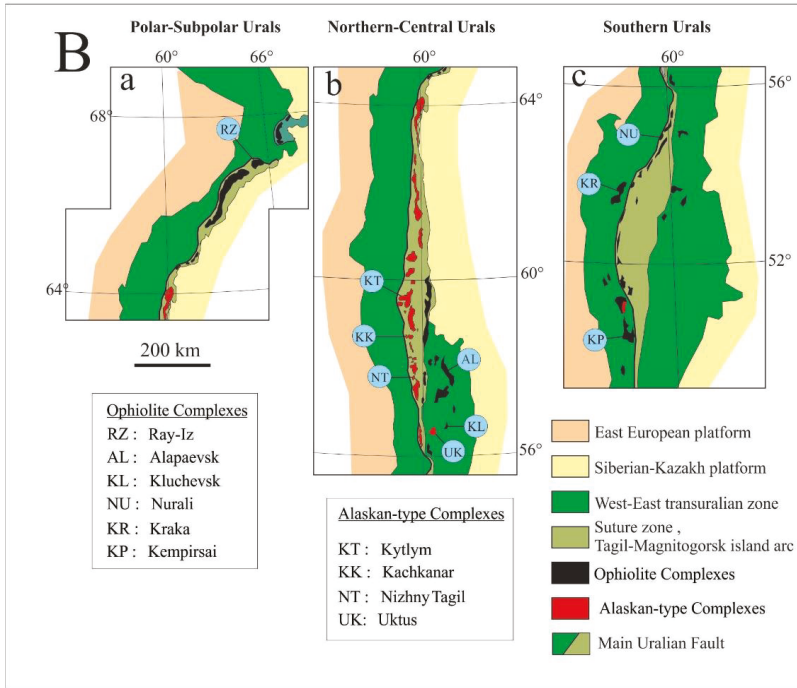 B
Polar-Subpolar Urals
Northern-Central Urals
Southern Urals
a
60°
66°
68°
64°
RZ
200 km
b
60°
64°
60°
56°
KT
KK
NT
AL
KL
UK
c
60°
56°
52°
NU
KR
KP
Ophiolite Complexes
RZ : Ray-Iz
AL : Alapaevsk
KL : Kluchevsk
NU : Nurali
KR : Kraka
KP : Kempirsai
Alaskan-type Complexes
KT : Kytlym
KK : Kachkanar
NT : Nizhny Tagil
UK: Uktus
East European platform
Siberian-Kazakh platform
West-East transuralian zone
Suture zone ,
Tagil-Magnitogorsk island arc
Ophiolite Complexes
Alaskan-type Complexes
Main Uralian Fault